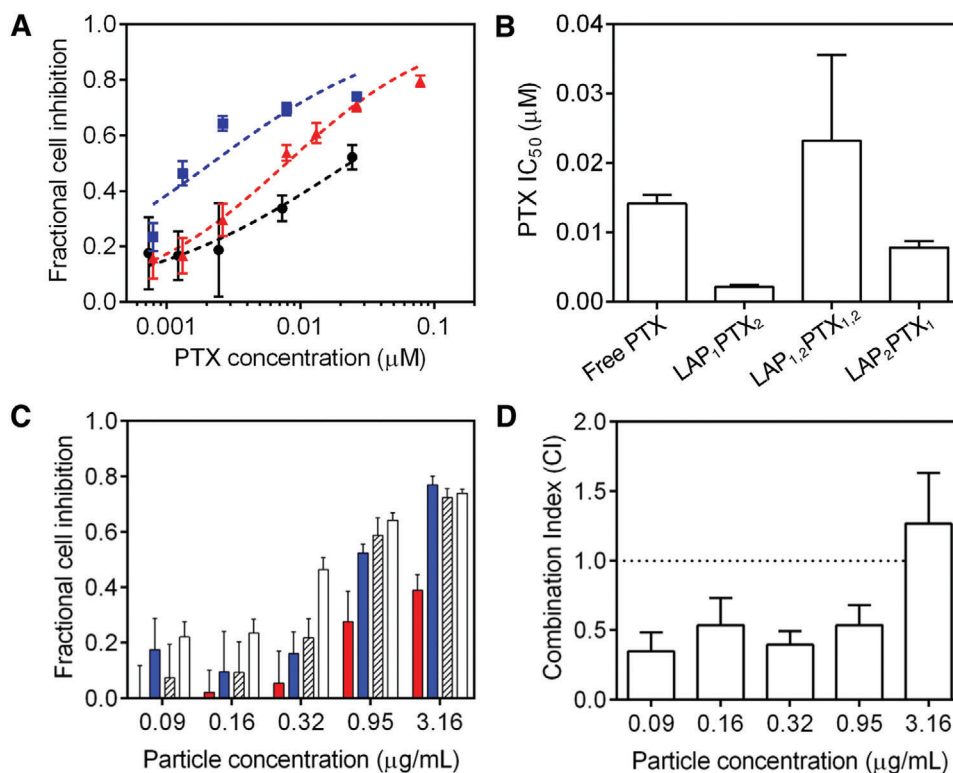 A
Fractional cell inhibition
1.0
0.8
0.6
0.4
0.2
0.0
0.001
0.01
0.1
PTX concentration (μM)
B
PTX IC₅₀ (μM)
0.04
0.03
0.02
0.01
0.00
Free PTX
LAP₁PTX₂
LAP₁,₂PTX₁,₂
LAP₂PTX₁
C
Fractional cell inhibition
1.0
0.8
0.6
0.4
0.2
0.0
0.09
0.16
0.32
0.95
3.16
Particle concentration (μg/mL)
D
Combination Index (CI)
2.0
1.5
1.0
0.5
0.0
0.09
0.16
0.32
0.95
3.16
Particle concentration (μg/mL)